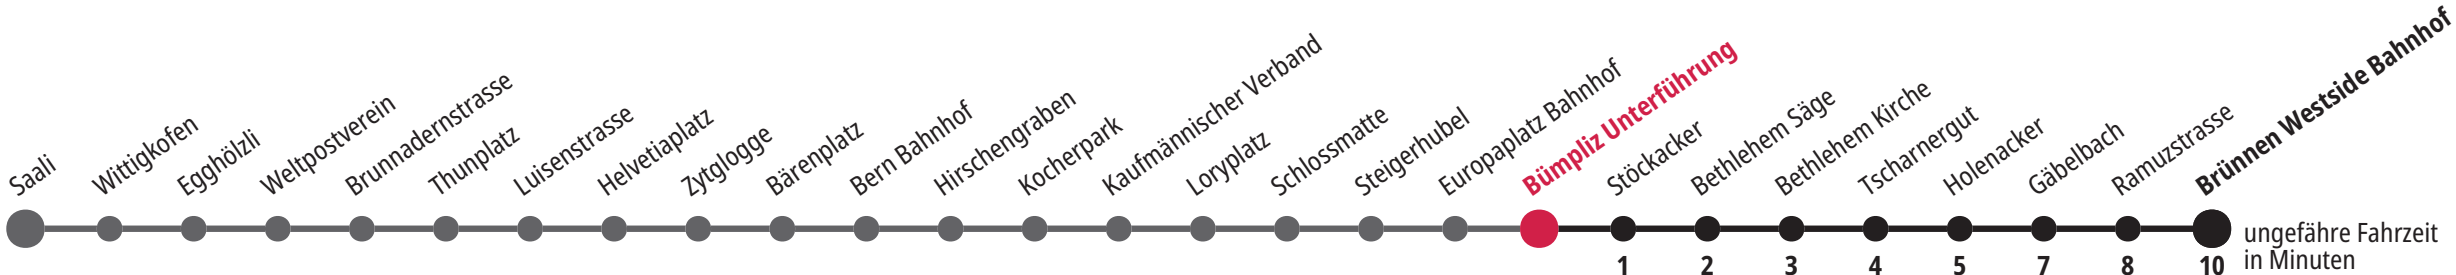 Saali
Wittigkofen
Egghölzli
Weltpostverein
Brunnadernstrasse
Thunplatz
Luisenstrasse
Helvetiaplatz
Zytglogge
Bärenplatz
Bern Bahnhof
Hirschengraben
Kocherpark
Kaufmännischer Verband
Loryplatz
Schlossmatte
Steigerhubel
Europaplatz Bahnhof
Bümpliz Unterführung
Stöckacker
Bethlehem Säge
Bethlehem Kirche
Tscharnergut
Holenacker
Gäbelbach
Ramuzstrasse
Brünnen Westside Bahnhof
1 2 3 4 5 7 8 10
ungefähre Fahrzeit
in Minuten